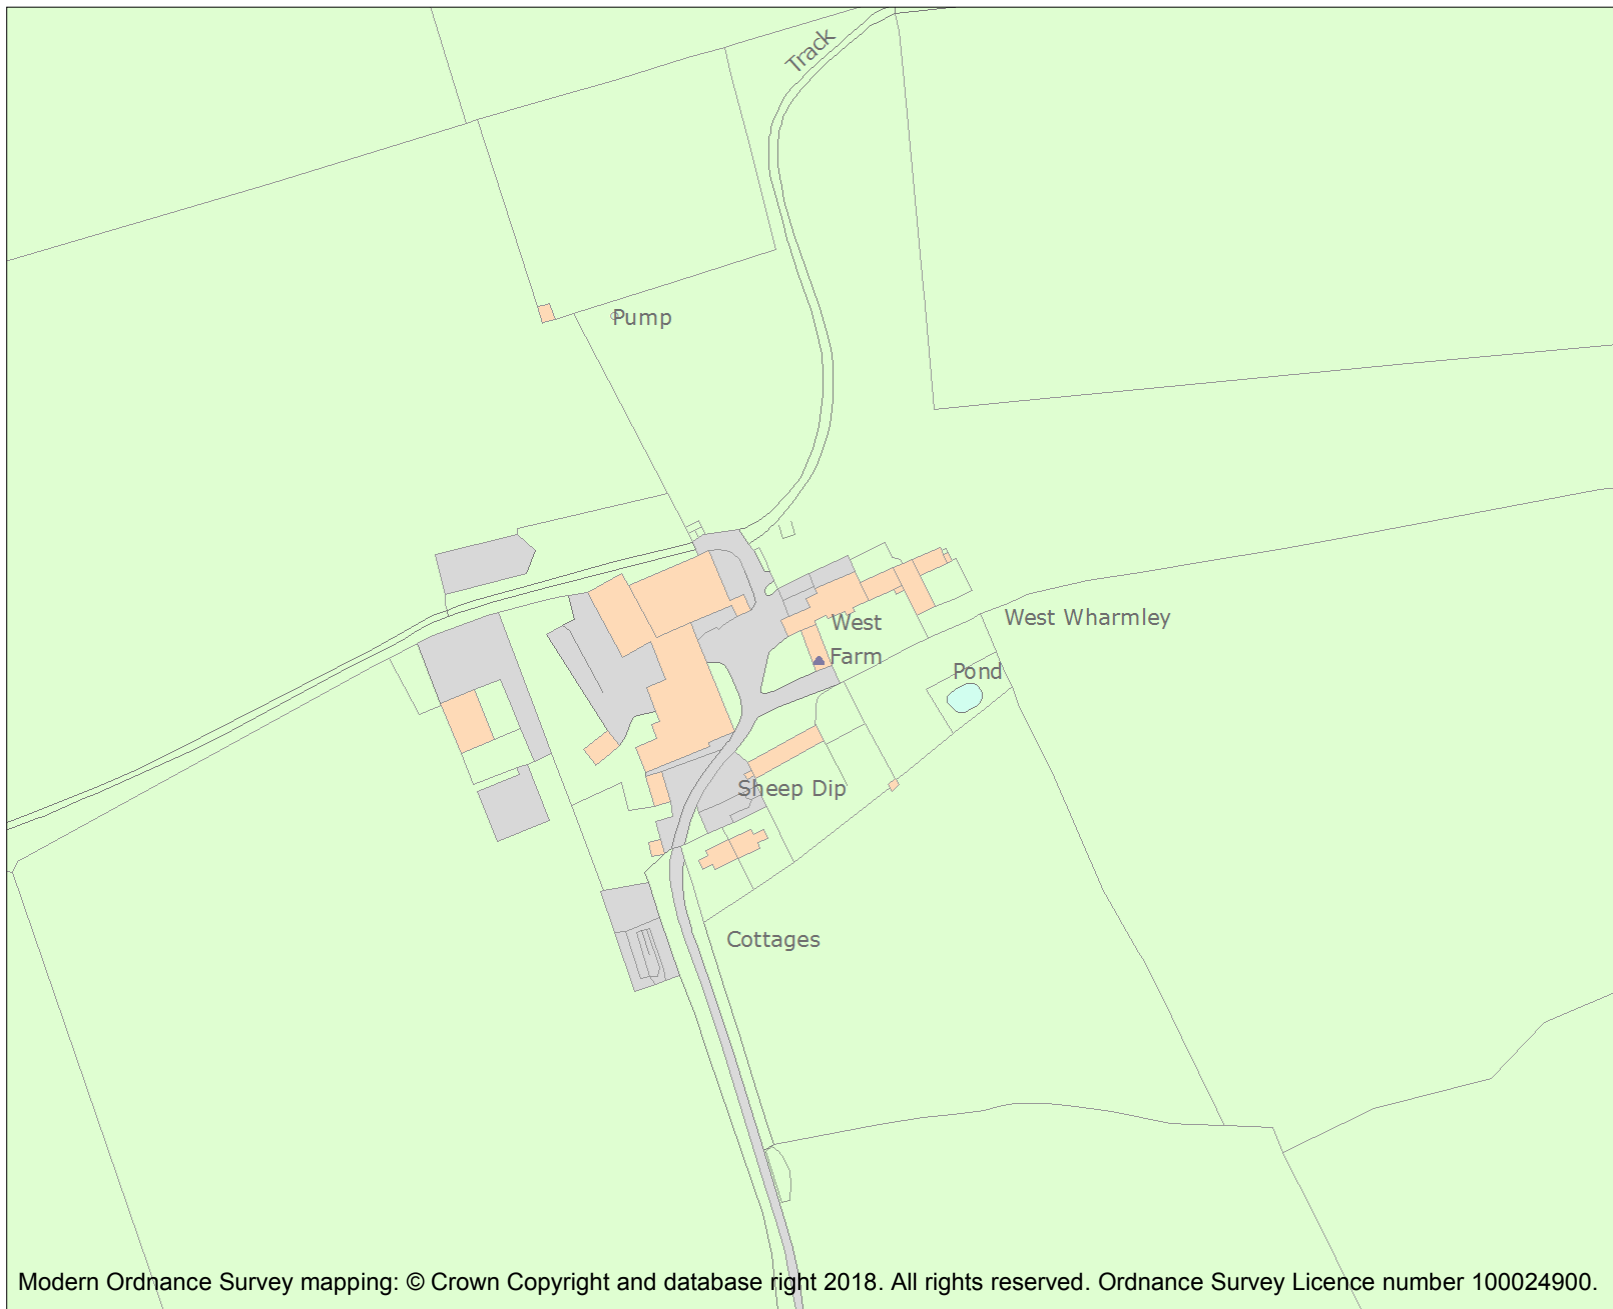 Track
Pump
West Wharmley
West
Farm
Pond
Sheep Dip
Cottages
Modern Ordnance Survey mapping: © Crown Copyright and database right 2018. All rights reserved. Ordnance Survey Licence number 100024900.